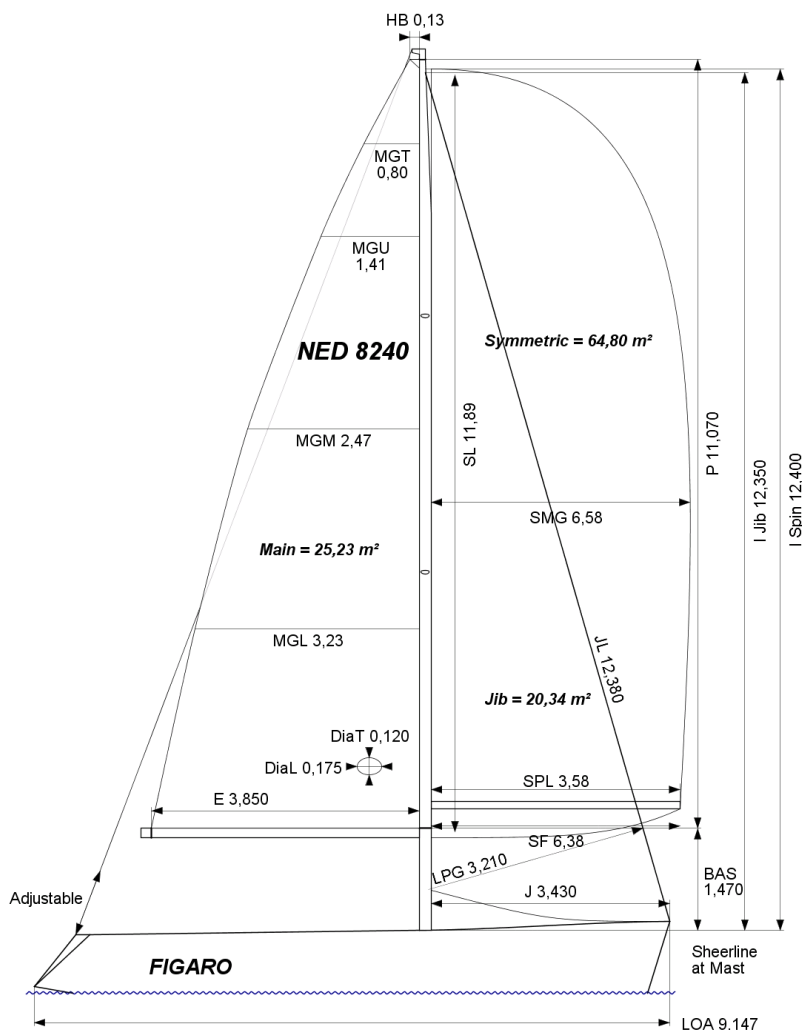 HB 0,13
MGT
0,80
MGU
1,41
NED 8240
Symmetric = 64,80 m²
SL 11,89
P 11,070
I Jib 12,350
I Spin 12,400
MGM 2,47
SMG 6,58
Main = 25,23 m²
MGL 3,23
JL 12,380
Jib = 20,34 m²
DiaT 0,120
DiaL 0,175
E 3,850
SPL 3,58
SF 6,38
LPG 3,210
BAS
1,470
J 3,430
Adjustable
Sheerline
at Mast
FIGARO
LOA 9,147